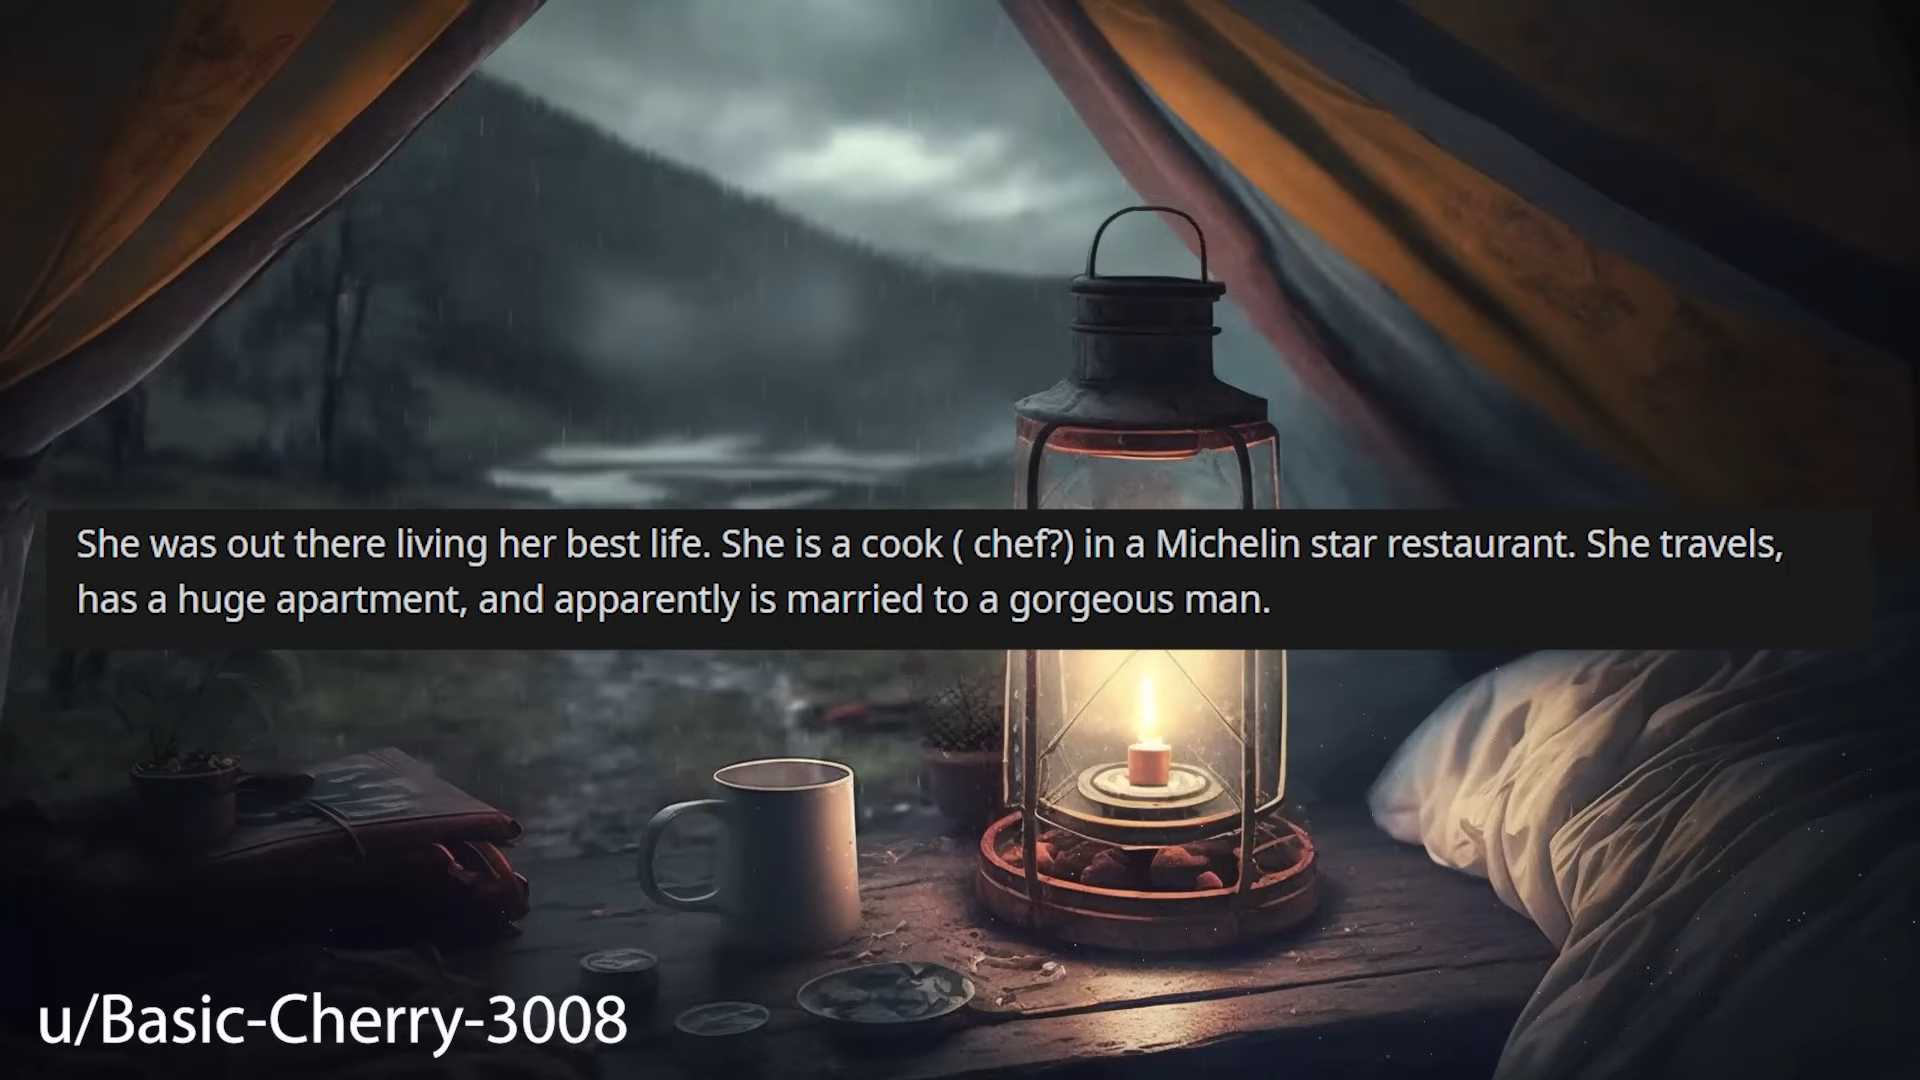 She was out there living her best life. She is a cook ( chef?) in a Michelin star restaurant. She travels,
has a huge apartment, and apparently is married to a gorgeous man.
u/Basic-Cherry-3008